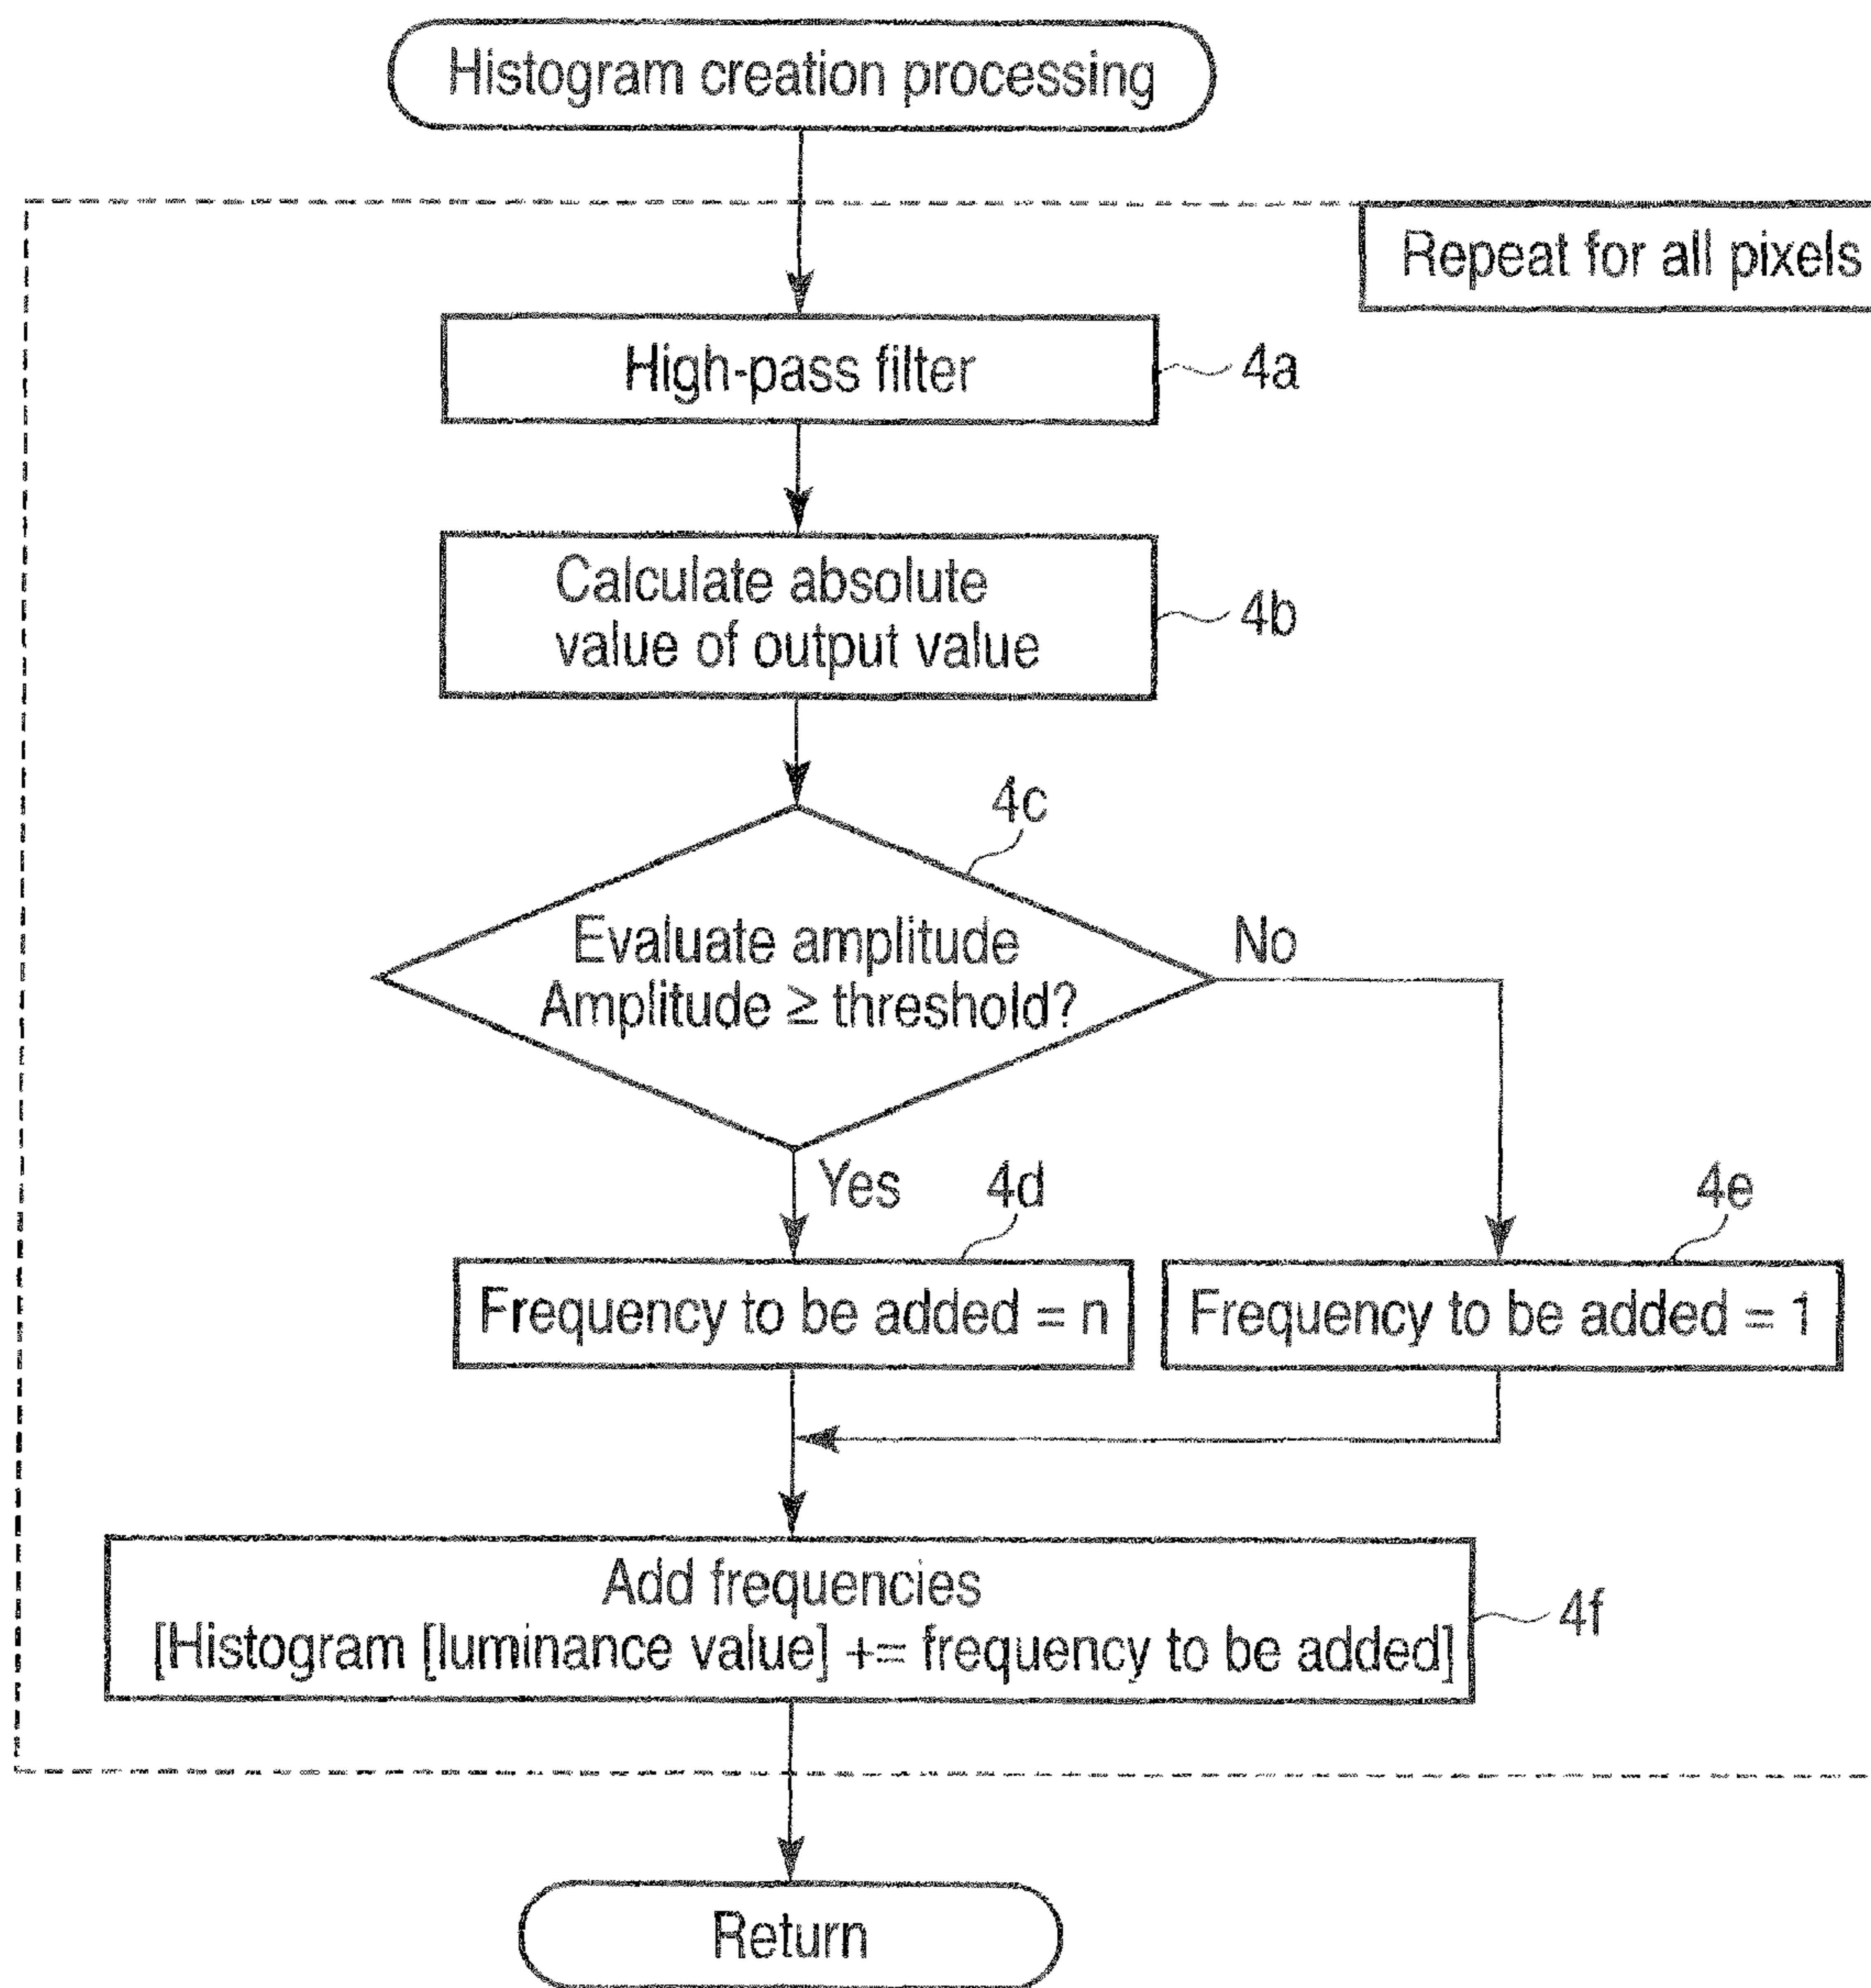 Histogram creation processing
Repeat for all pixels
High-pass filter
4a
Calculate absolute
value of output value
4b
4c
Evaluate amplitude
Amplitude ≥ threshold?
No
Yes
4d
4e
Frequency to be added = n
Frequency to be added = 1
Add frequencies
[Histogram [luminance value] += frequency to be added]
4f
Return